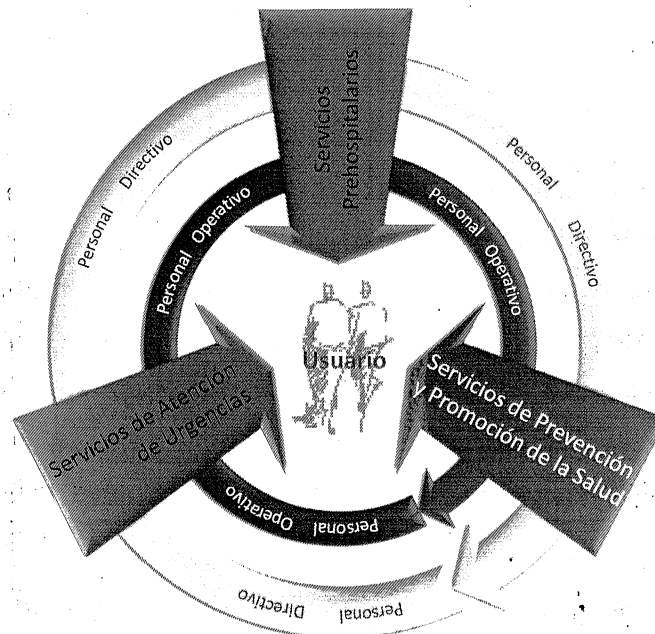 Servicios
Prehospitalarios
Personal Directivo
Personal Directivo
Personal Operativo
Personal Operativo
Usuario
Servicios de Atención
de Urgencias
Servicios de Prevención
y Promoción de la Salud
Personal Operativo
Personal Directivo